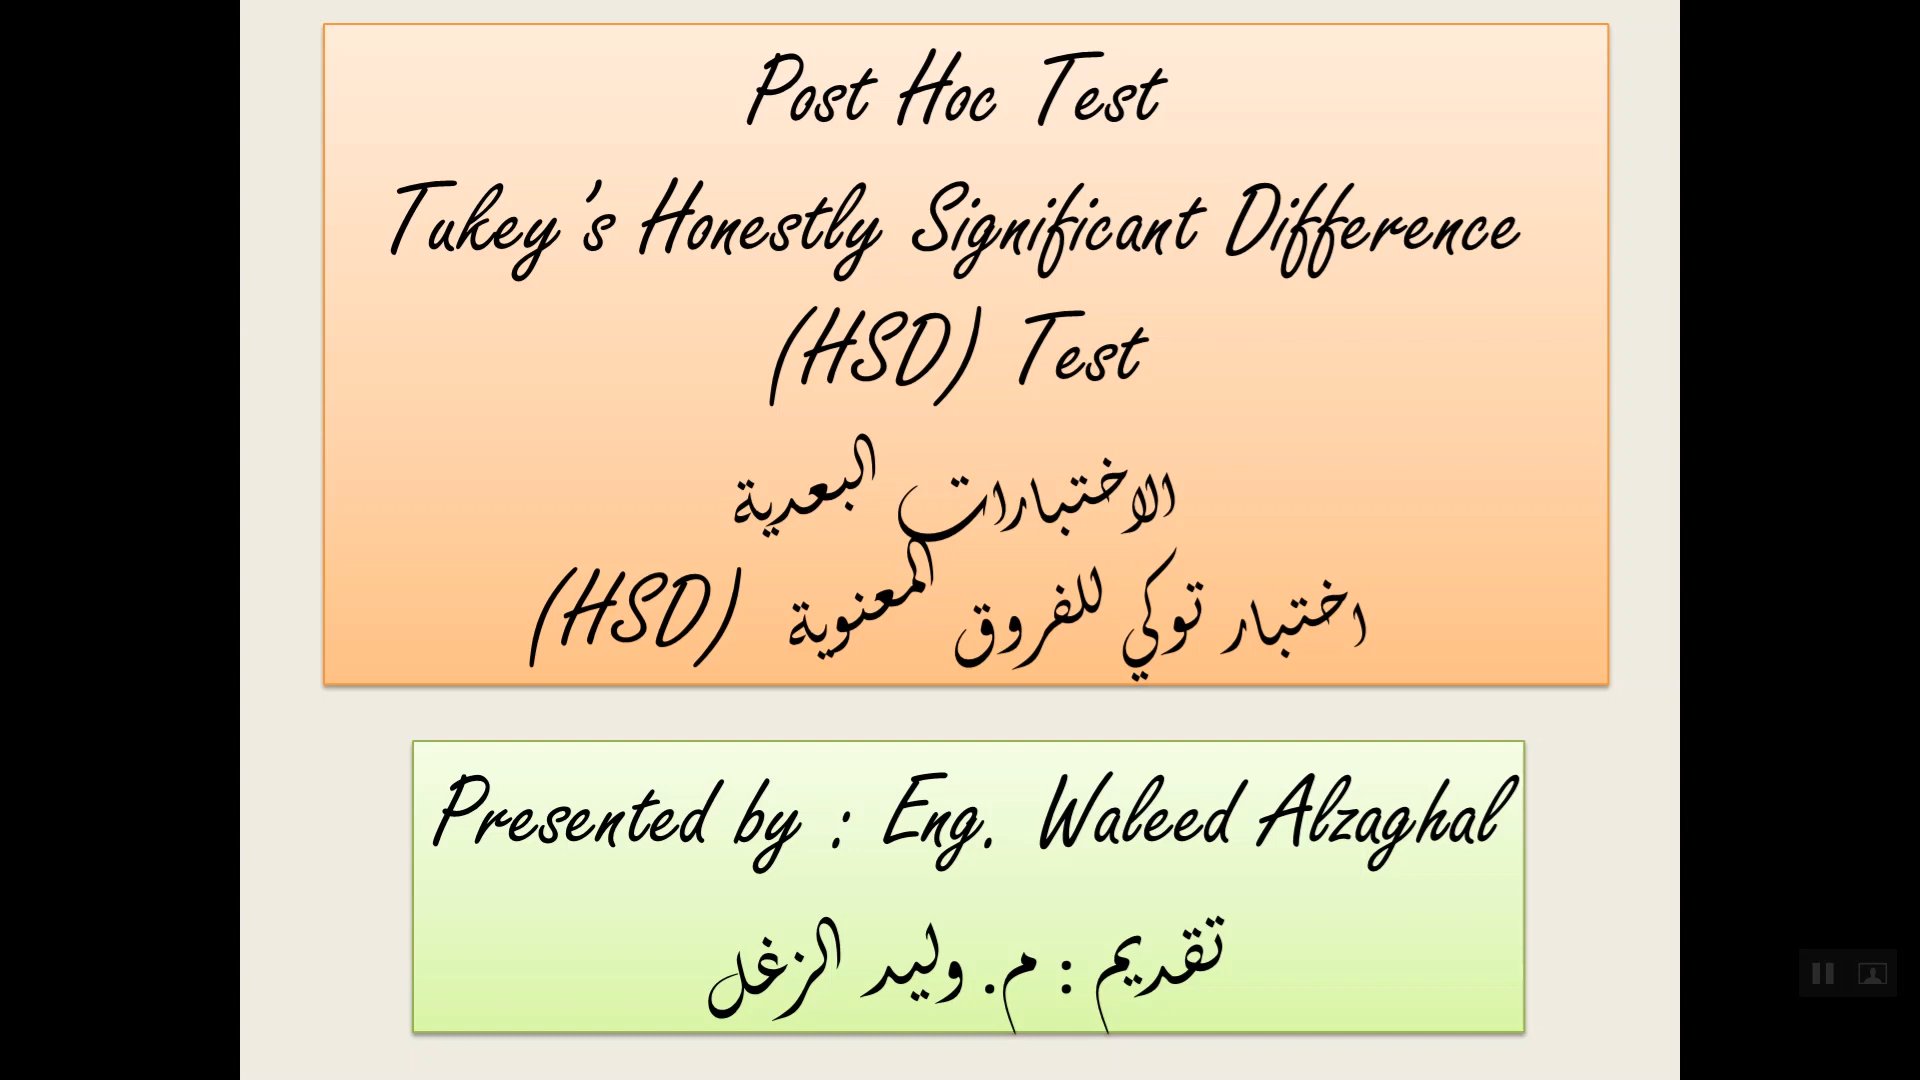 Post Hoc Test
Tukey's Honestly Significant Difference
(HSD) Test
الاختبارات البعدية
اختبار توكي للفروق المعنوية (HSD)
Presented by : Eng. Waleed Alzaghal
تقديم : م. وليد الزغل